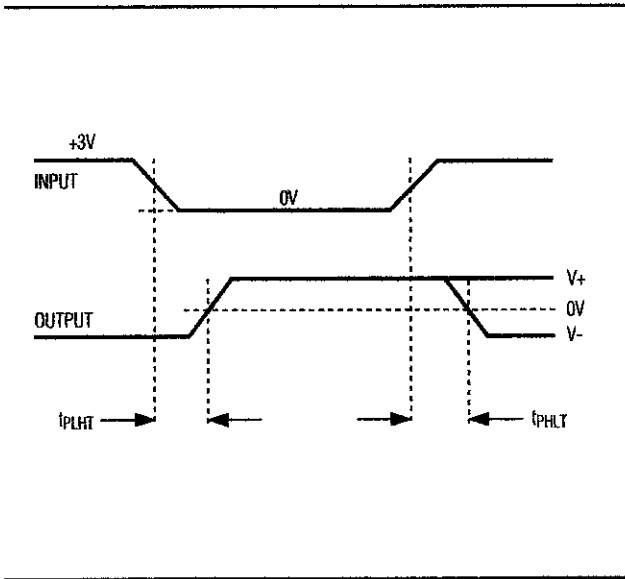 +3V
INPUT
0V
V+
0V
OUTPUT
V-
tPLHT
tPHLT